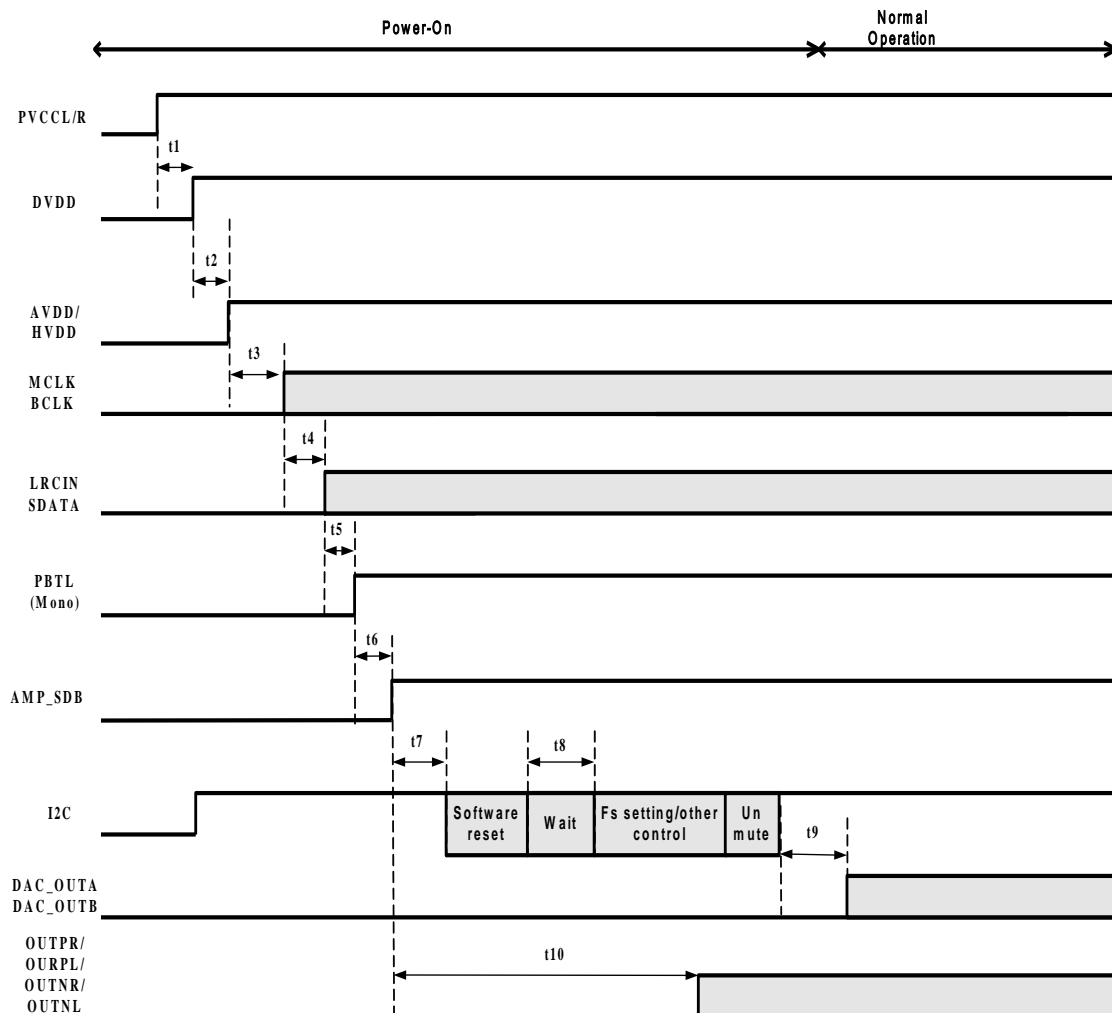 Power-On
Normal
Operation
PVCCL/R
t1
DVDD
t2
AVDD/
HVDD
t3
MCLK
BCLK
t4
LRCIN
SDATA
t5
PBTL
(Mono)
t6
AMP_SDB
t7
t8
I2C
Software
reset
Wait
Fs setting/other
control
Un
mute
t9
DAC_OUTA
DAC_OUTB
OUTPR/
OURPL/
OUTNR/
OUTNL
t10